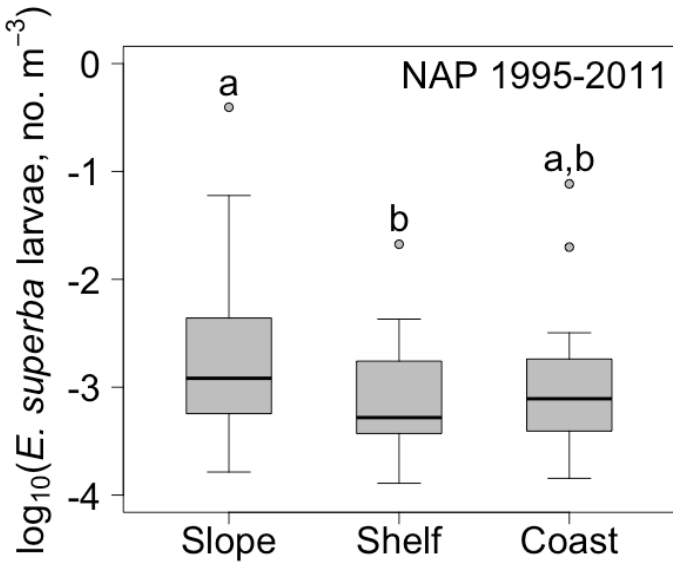 log10(E. superba larvae, no. m−3)
NAP 1995-2011
0
-1
-2
-3
-4
a
b
a,b
Slope Shelf Coast